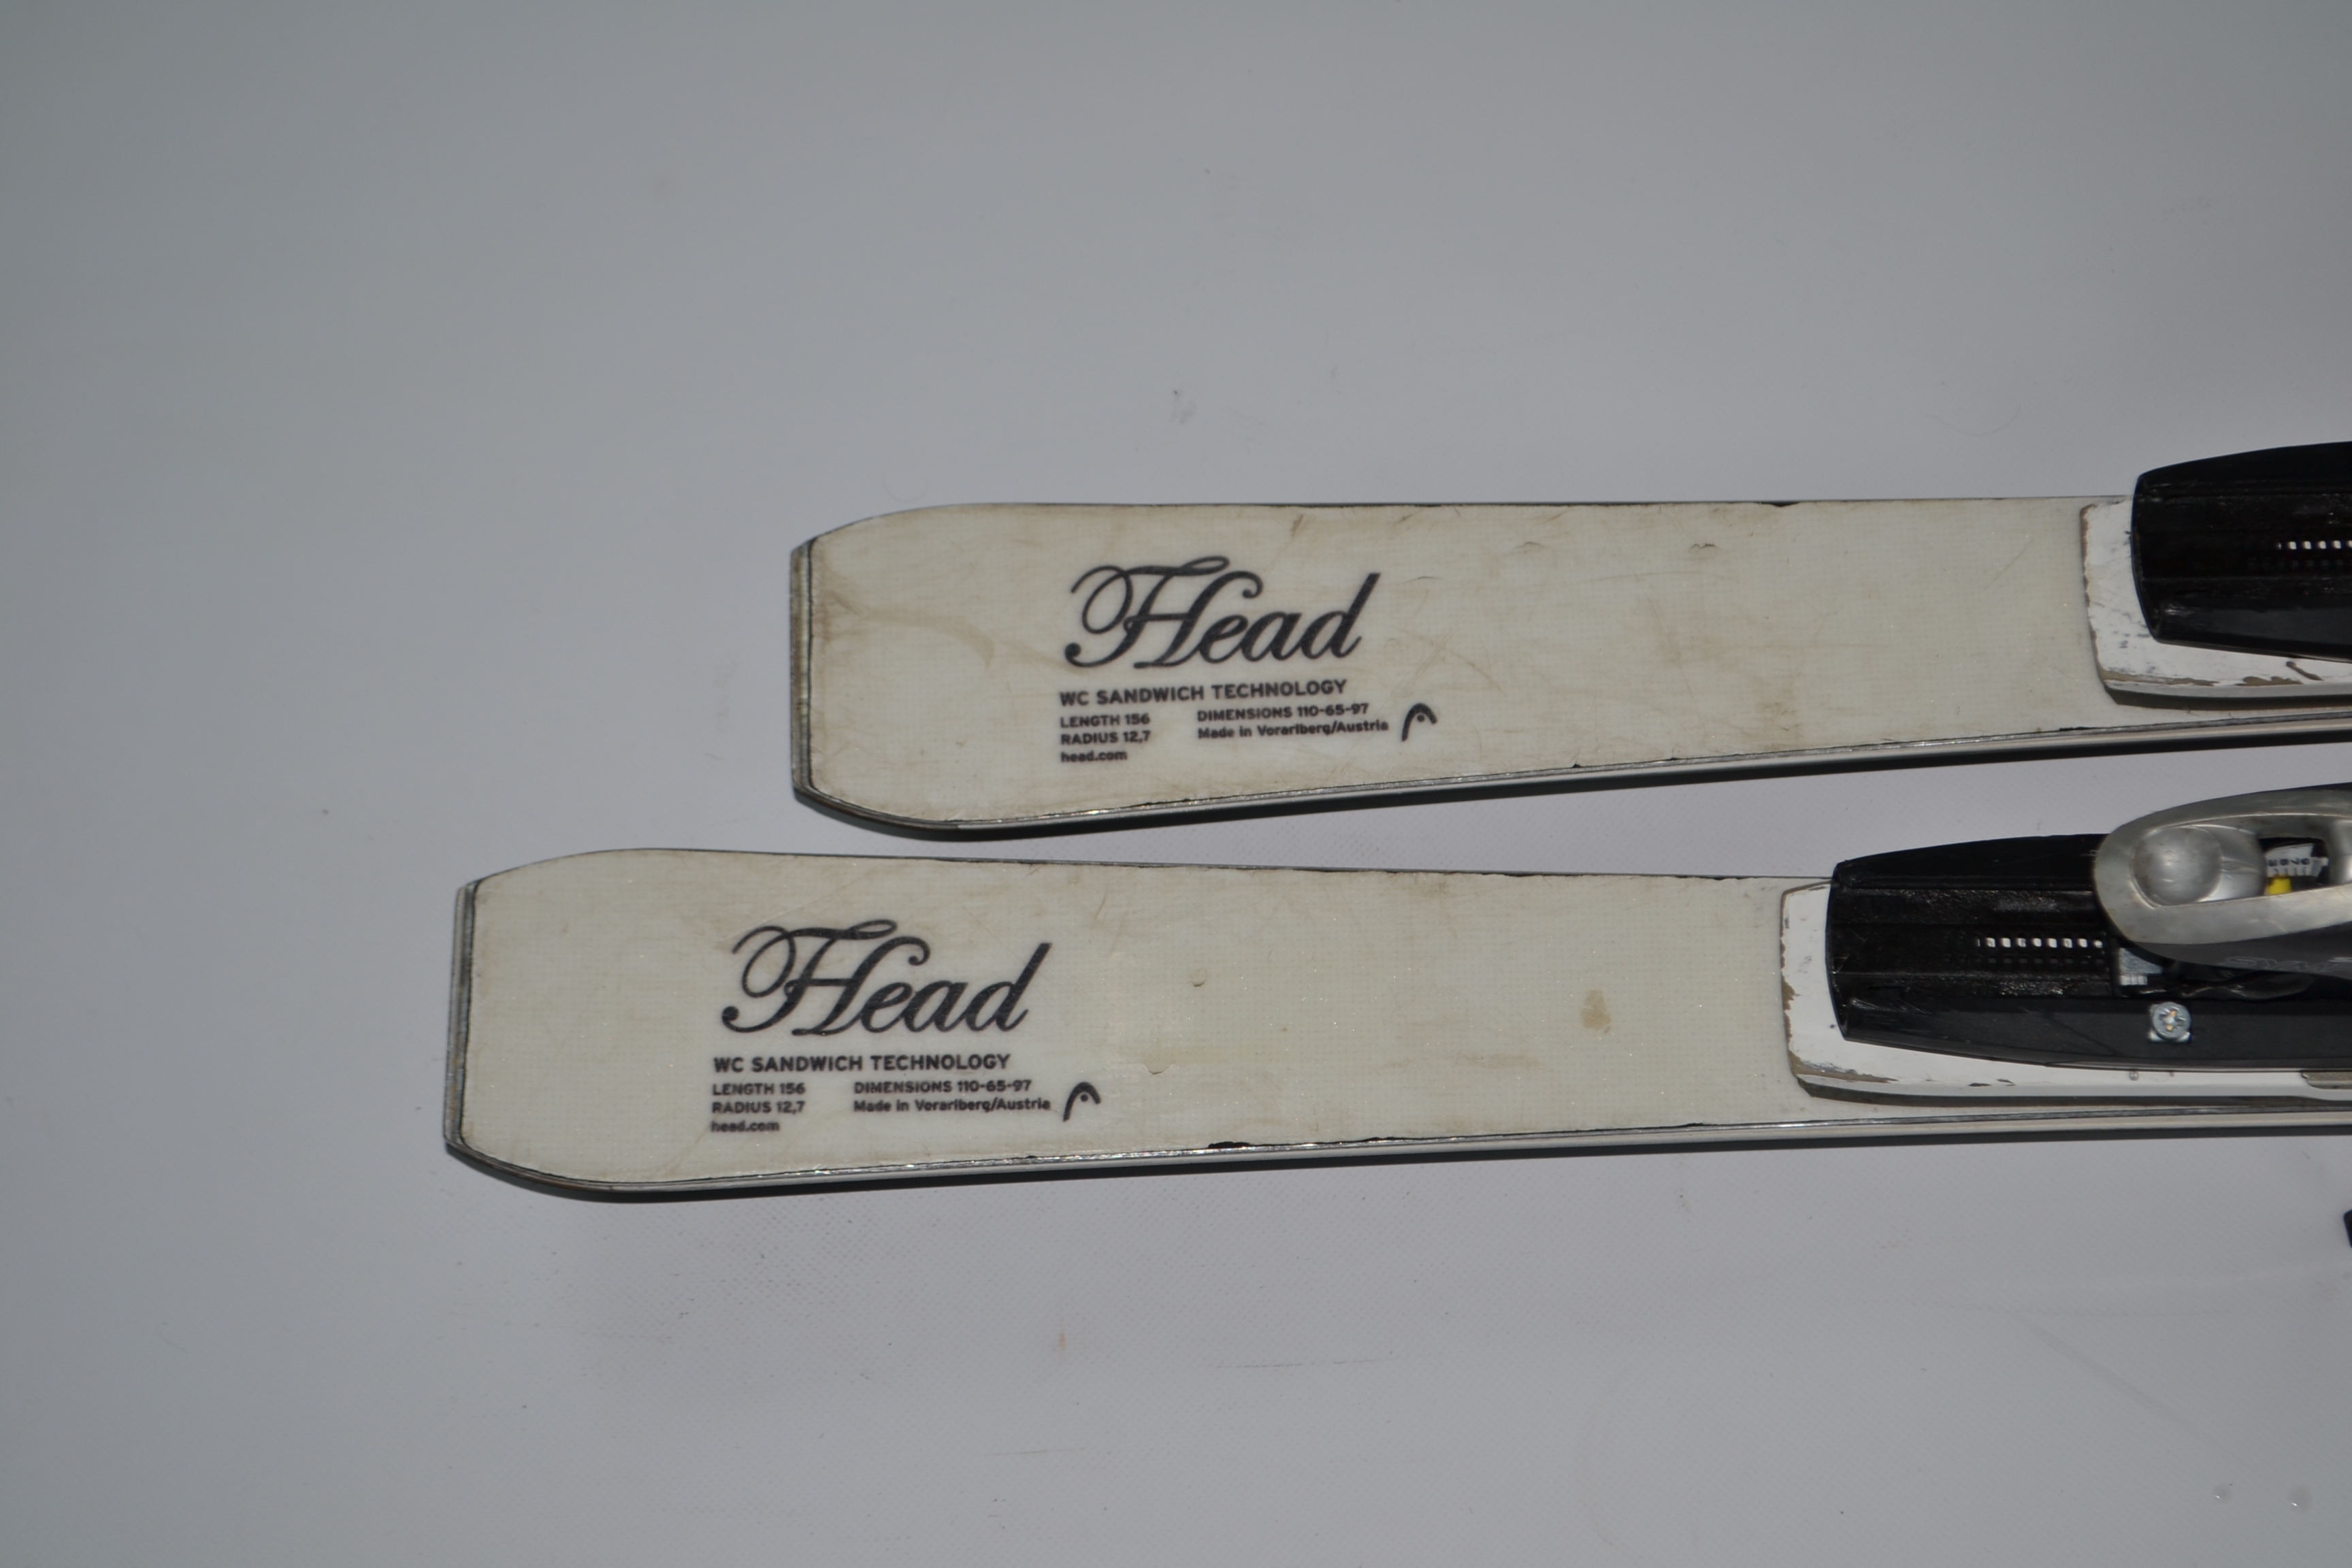 Head
WC SANDWICH TECHNOLOGY
LENGTH 156 DIMENSIONS 110-65-97
RADIUS 12,7 Made in Vorarlberg/Austria
head.com
Head
WC SANDWICH TECHNOLOGY
LENGTH 156 DIMENSIONS 110-65-97
RADIUS 12,7 Made in Vorarlberg/Austria
head.com